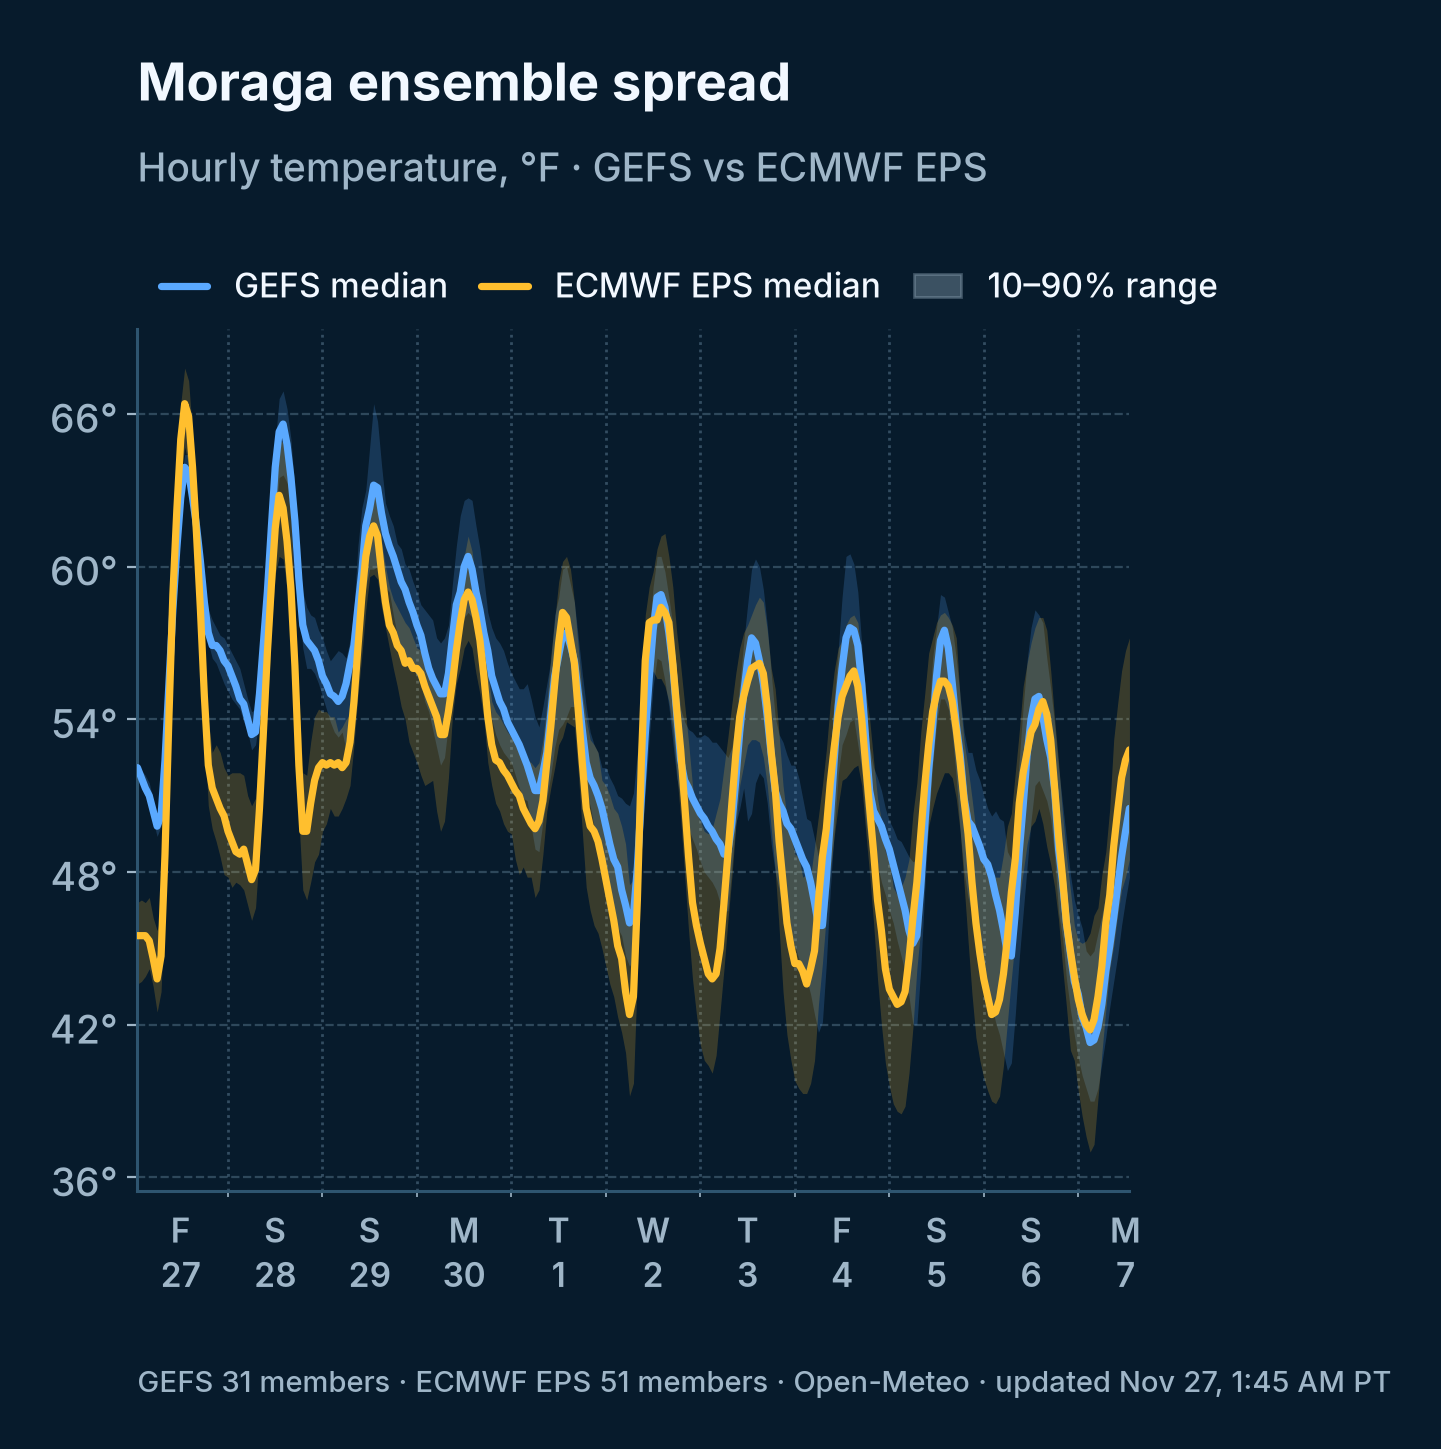 Moraga ensemble spread
Hourly temperature, °F · GEFS vs ECMWF EPS
GEFS median ECMWF EPS median 10–90% range
66°
60°
54°
48°
42°
36°
F S S M T W T F S S M
27 28 29 30 1 2 3 4 5 6 7
GEFS 31 members · ECMWF EPS 51 members · Open-Meteo · updated Nov 27, 1:45 AM PT